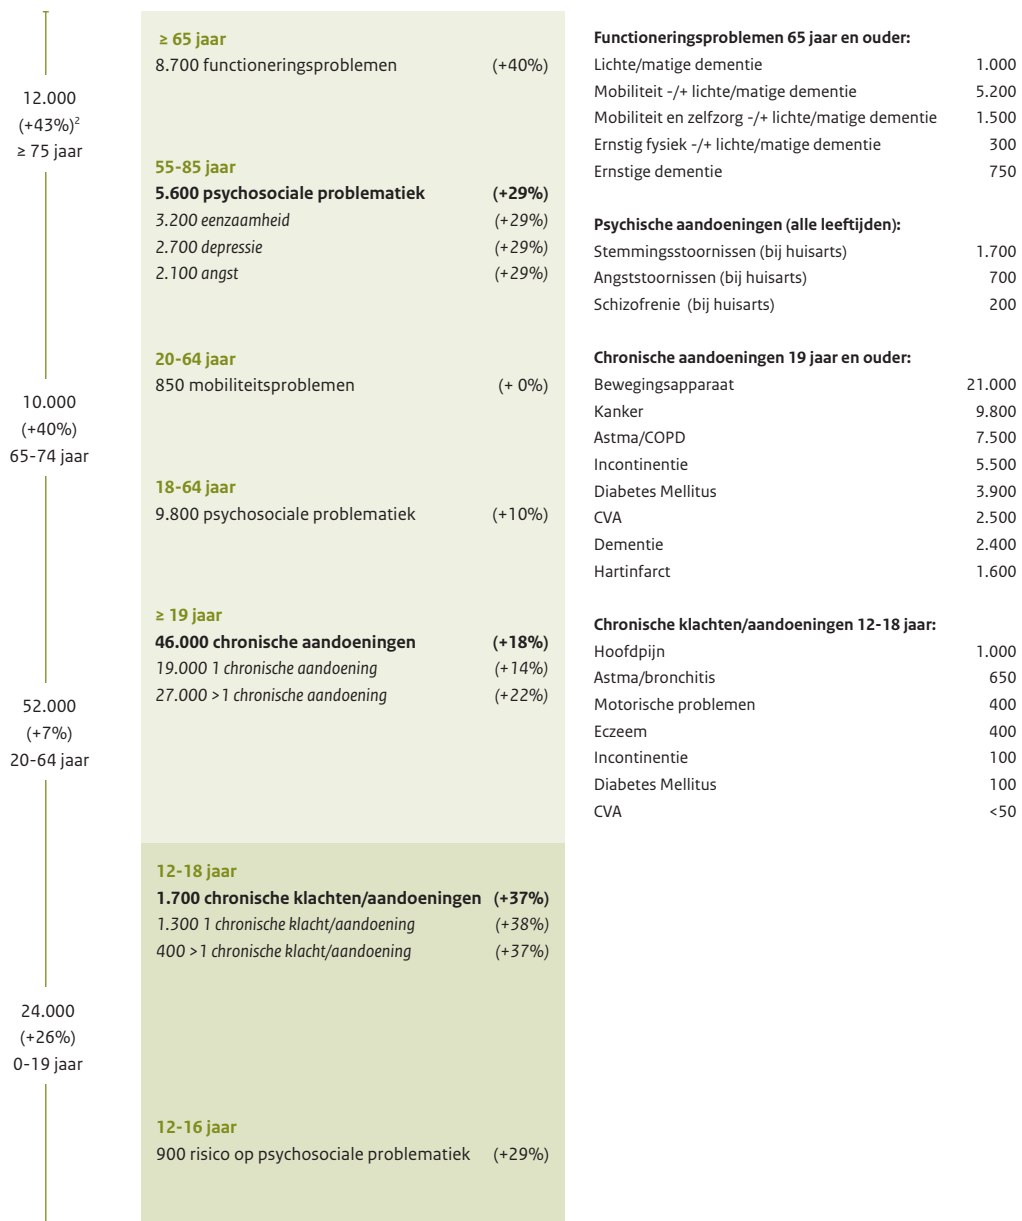 12.000
(+43%)2
≥ 75 jaar
10.000
(+40%)
65-74 jaar
52.000
(+7%)
20-64 jaar
24.000
(+26%)
0-19 jaar
≥ 65 jaar
8.700 functioneringsproblemen (+40%)
55-85 jaar
5.600 psychosociale problematiek (+29%)
3.200 eenzaamheid (+29%)
2.700 depressie (+29%)
2.100 angst (+29%)
20-64 jaar
850 mobiliteitsproblemen (+ 0%)
18-64 jaar
9.800 psychosociale problematiek (+10%)
≥ 19 jaar
46.000 chronische aandoeningen (+18%)
19.000 1 chronische aandoening (+14%)
27.000 >1 chronische aandoening (+22%)
12-18 jaar
1.700 chronische klachten/aandoeningen (+37%)
1.300 1 chronische klacht/aandoening (+38%)
400 >1 chronische klacht/aandoening (+37%)
12-16 jaar
900 risico op psychosociale problematiek (+29%)
Functioneringsproblemen 65 jaar en ouder:
Lichte/matige dementie 1.000
Mobiliteit -/+ lichte/matige dementie 5.200
Mobiliteit en zelfzorg -/+ lichte/matige dementie 1.500
Ernstig fysiek -/+ lichte/matige dementie 300
Ernstige dementie 750
Psychische aandoeningen (alle leeftijden):
Stemmingsstoornissen (bij huisarts) 1.700
Angststoornissen (bij huisarts) 700
Schizofrenie (bij huisarts) 200
Chronische aandoeningen 19 jaar en ouder:
Bewegingsapparaat 21.000
Kanker 9.800
Astma/COPD 7.500
Incontinentie 5.500
Diabetes Mellitus 3.900
CVA 2.500
Dementie 2.400
Hartinfarct 1.600
Chronische klachten/aandoeningen 12-18 jaar:
Hoofdpijn 1.000
Astma/bronchitis 650
Motorische problemen 400
Eczeem 400
Incontinentie 100
Diabetes Mellitus 100
CVA <50